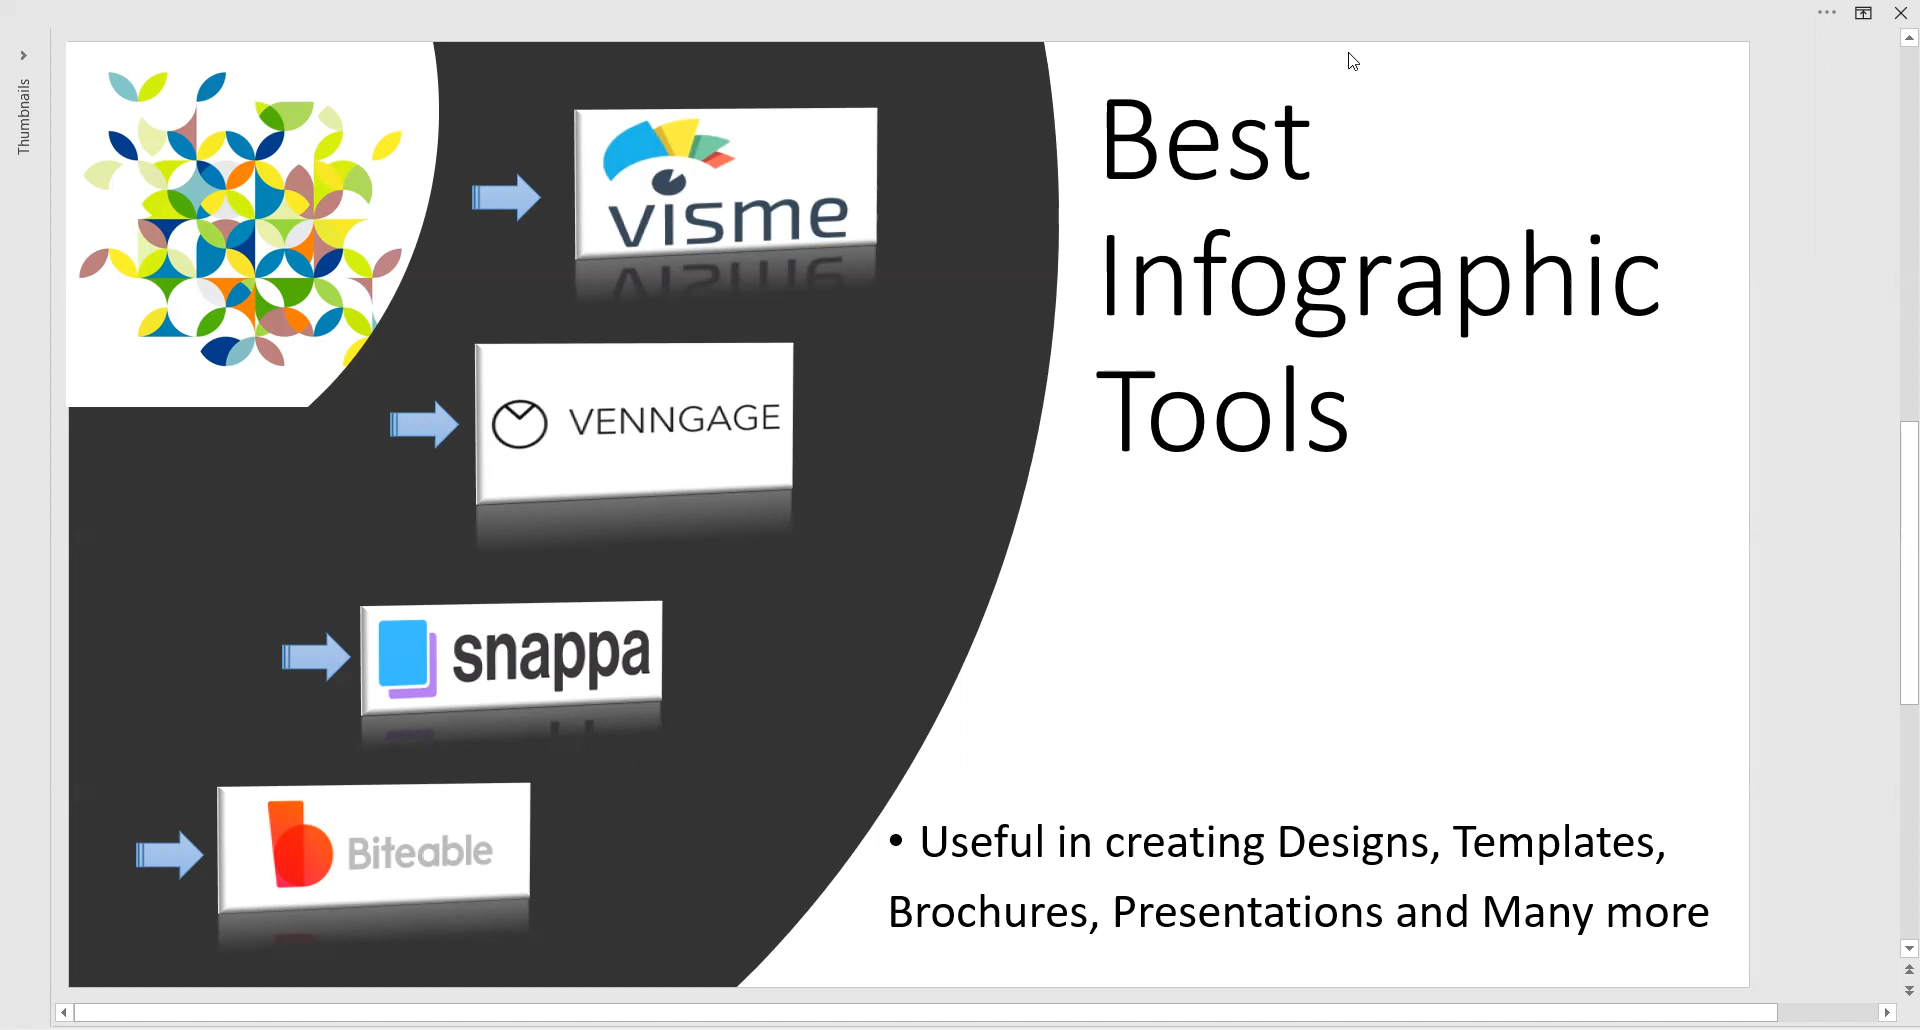 Thumbnails
visme
VENNGAGE
snappa
Biteable
Best
Infographic
Tools
• Useful in creating Designs, Templates,
Brochures, Presentations and Many more